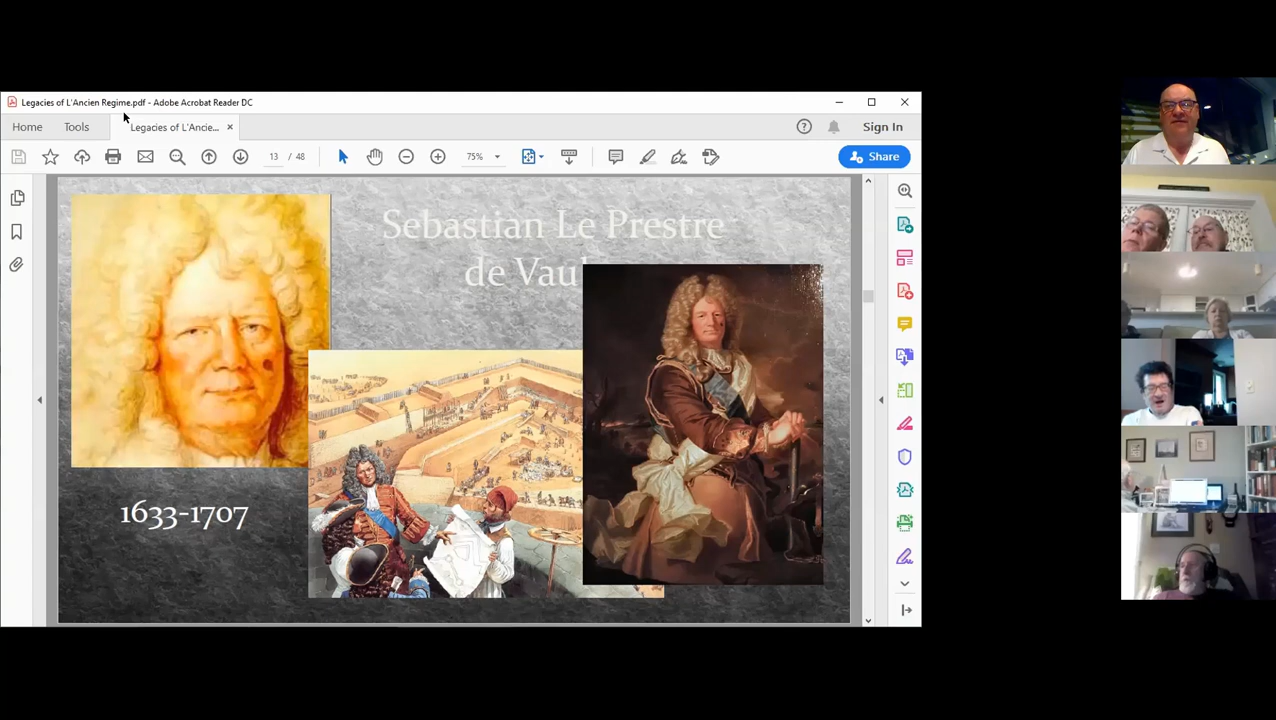 Legacies of L'Ancien Regime.pdf - Adobe Acrobat Reader DC
Home
Tools
Legacies of L'Ancie...
Sign In
13 / 48
75%
Share
Sebastian Le Prestre
de Vau
1633-1707